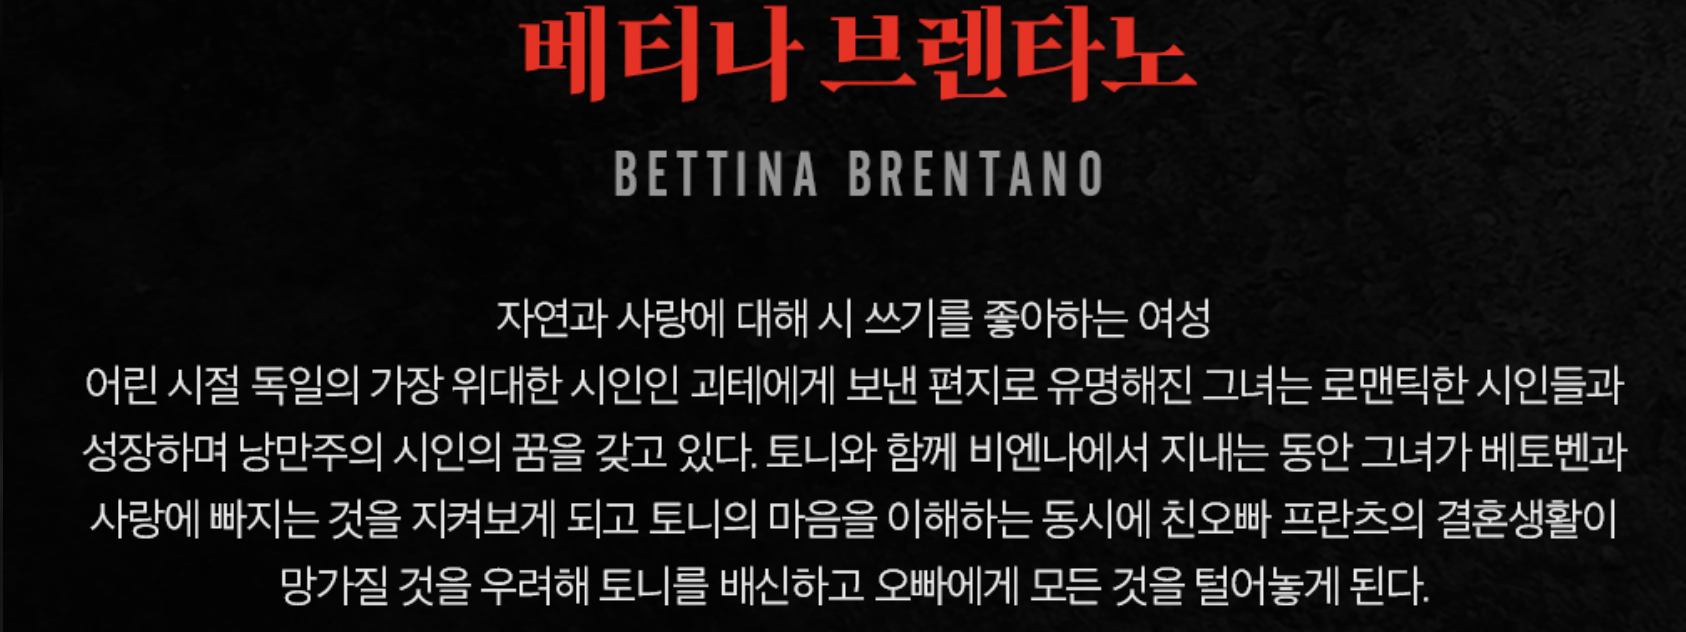 베티나 브렌타노
BETTINA BRENTANO
자연과 사랑에 대해 시 쓰기를 좋아하는 여성
어린 시절 독일의 가장 위대한 시인인 괴테에게 보낸 편지로 유명해진 그녀는 로맨틱한 시인들과
성장하며 낭만주의 시인의 꿈을 갖고 있다. 토니와 함께 비엔나에서 지내는 동안 그녀가 베토벤과
사랑에 빠지는 것을 지켜보게 되고 토니의 마음을 이해하는 동시에 친오빠 프란츠의 결혼생활이
망가질 것을 우려해 토니를 배신하고 오빠에게 모든 것을 털어놓게 된다.